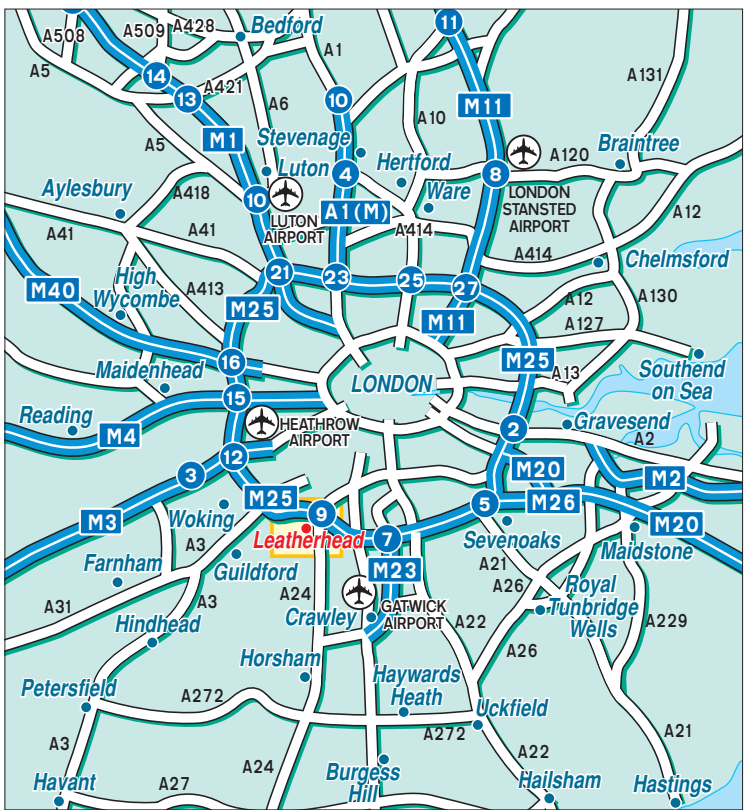 A508
A509
A428
Bedford
11
A5
14
A421
A1
A131
13
A6
10
M11
M1
A10
A5
Stevenage
Braintree
Luton
4
Hertford
8
A120
Aylesbury
A418
10
Ware
LONDON
STANSTED
AIRPORT
LUTON
AIRPORT
A1(M)
A12
A41
A41
A414
A414
Chelmsford
High
Wycombe
A413
21
23
25
27
M40
M25
A12
A130
M11
A127
16
M25
Southend
on Sea
Maidenhead
LONDON
A13
15
Reading
HEATHROW
AIRPORT
M4
2
Gravesend
A2
12
M20
3
M2
M25
5
M26
Woking
9
M3
A3
Leatherhead
7
Sevenoaks
M20
Maidstone
Farnham
Guildford
A21
M23
A24
A26
Royal
Tunbridge
Wells
A31
A3
Crawley
GATWICK
AIRPORT
A22
A229
Hindhead
A26
Horsham
Haywards
Heath
Petersfield
A272
Uckfield
A3
A272
A21
A22
A24
Burgess
Hill
Havant
A27
Hailsham
Hastings